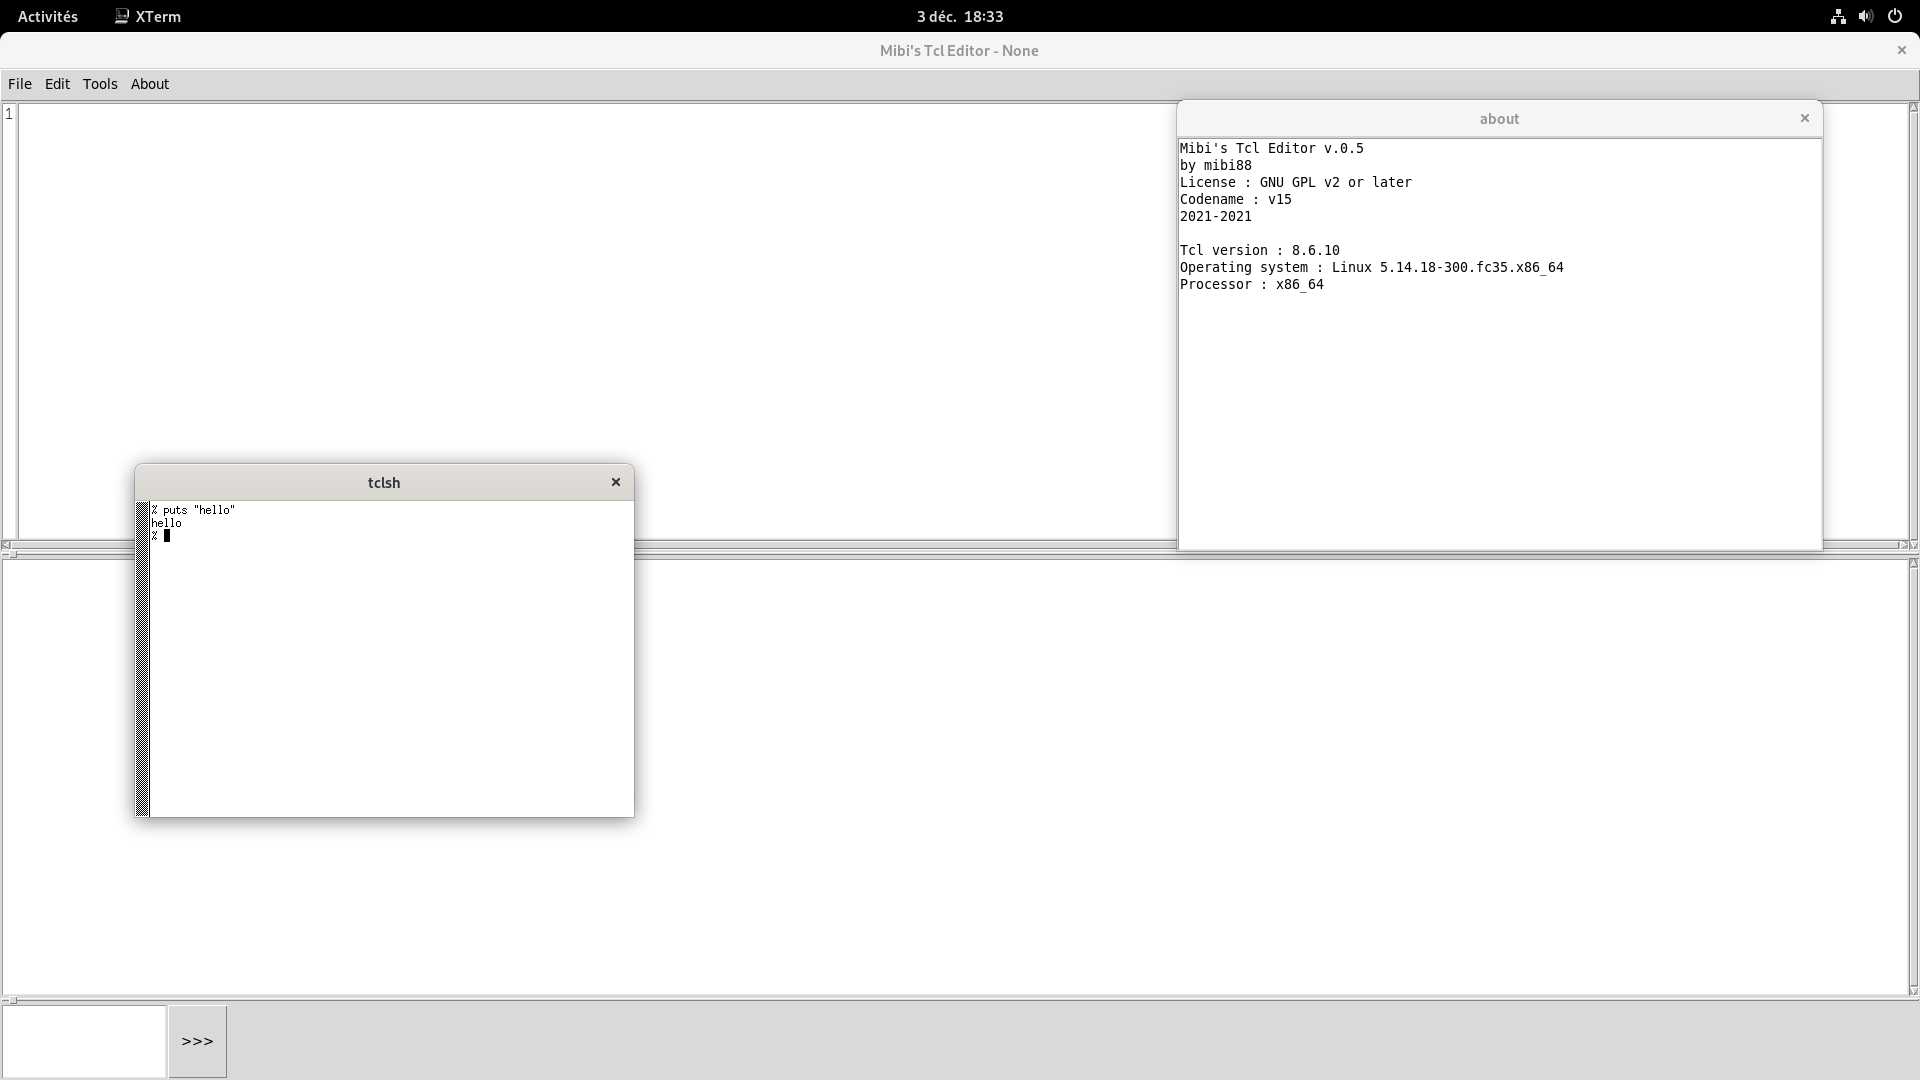 Activités XTerm 3 déc. 18:33
Mibi's Tcl Editor - None ×
File Edit Tools About
1
about ×
Mibi's Tcl Editor v.0.5
by mibi88
License : GNU GPL v2 or later
Codename : v15
2021-2021
Tcl version : 8.6.10
Operating system : Linux 5.14.18-300.fc35.x86_64
Processor : x86_64
tclsh ×
% puts "hello"
hello
%
>>>